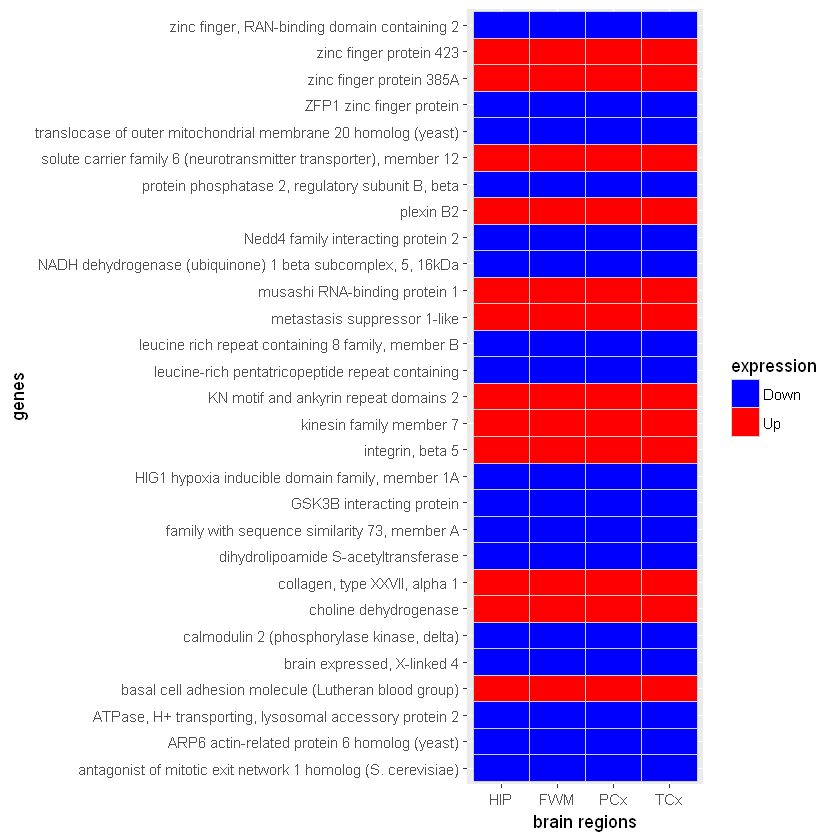 zinc finger, RAN-binding domain containing 2
zinc finger protein 423
zinc finger protein 385A
ZFP1 zinc finger protein
translocase of outer mitochondrial membrane 20 homolog (yeast)
solute carrier family 6 (neurotransmitter transporter), member 12
protein phosphatase 2, regulatory subunit B, beta
plexin B2
Nedd4 family interacting protein 2
NADH dehydrogenase (ubiquinone) 1 beta subcomplex, 5, 16kDa
musashi RNA-binding protein 1
metastasis suppressor 1-like
leucine rich repeat containing 8 family, member B
leucine-rich pentatricopeptide repeat containing
KN motif and ankyrin repeat domains 2
kinesin family member 7
integrin, beta 5
HIG1 hypoxia inducible domain family, member 1A
GSK3B interacting protein
family with sequence similarity 73, member A
dihydrolipoamide S-acetyltransferase
collagen, type XXVII, alpha 1
choline dehydrogenase
calmodulin 2 (phosphorylase kinase, delta)
brain expressed, X-linked 4
basal cell adhesion molecule (Lutheran blood group)
ATPase, H+ transporting, lysosomal accessory protein 2
ARP6 actin-related protein 6 homolog (yeast)
antagonist of mitotic exit network 1 homolog (S. cerevisiae)
genes
HIP FWM PCx TCx
brain regions
expression
Down
Up